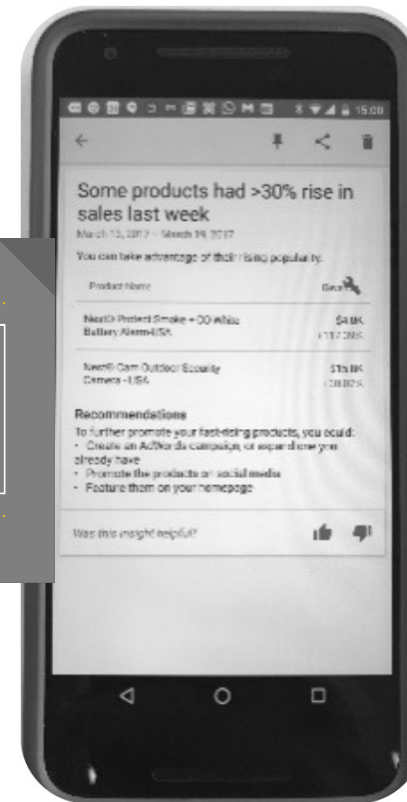 15:00
Some products had >30% rise in
sales last week
March 13, 2017 - March 19, 2017
You can take advantage of their rising popularity.
Product Name
Nest® Protect Smoke + CO White
$4.0K
Battery Alarm-USA
Nest® Cam Outdoor Security
Camera - USA
Recommendations
To further promote your fast-rising products, you could:
- Create an AdWords campaign, or expand one you
already have
- Promote the products on social media
- Feature them on your homepage
Was this insight helpful?